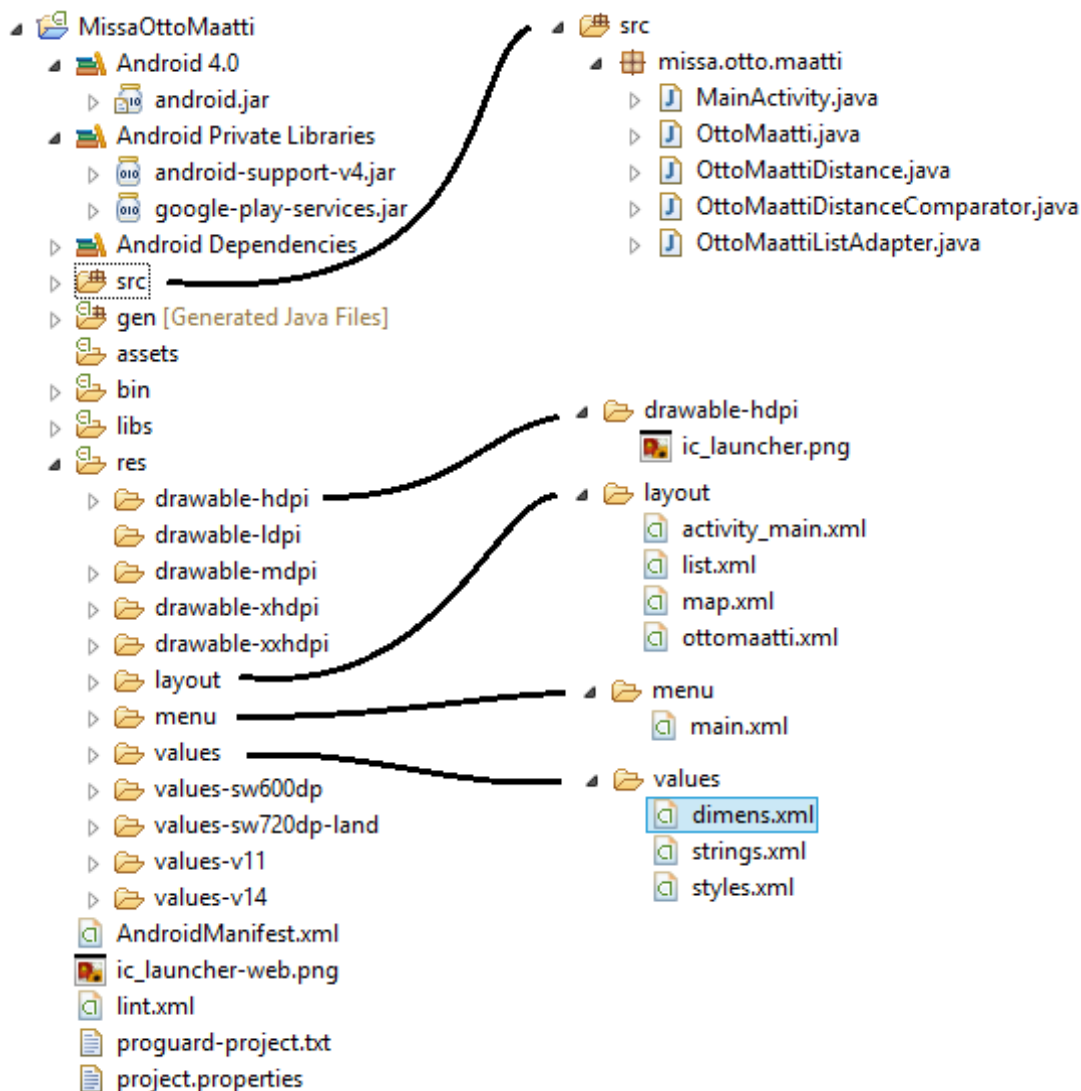 MissaOttoMaatti
Android 4.0
android.jar
Android Private Libraries
android-support-v4.jar
google-play-services.jar
Android Dependencies
src
gen [Generated Java Files]
assets
bin
libs
res
drawable-hdpi
drawable-ldpi
drawable-mdpi
drawable-xhdpi
drawable-xxhdpi
layout
menu
values
values-sw600dp
values-sw720dp-land
values-v11
values-v14
AndroidManifest.xml
ic_launcher-web.png
lint.xml
proguard-project.txt
project.properties
src
missa.otto.maatti
MainActivity.java
OttoMaatti.java
OttoMaattiDistance.java
OttoMaattiDistanceComparator.java
OttoMaattiListAdapter.java
drawable-hdpi
ic_launcher.png
layout
activity_main.xml
list.xml
map.xml
ottomaatti.xml
menu
main.xml
values
dimens.xml
strings.xml
styles.xml